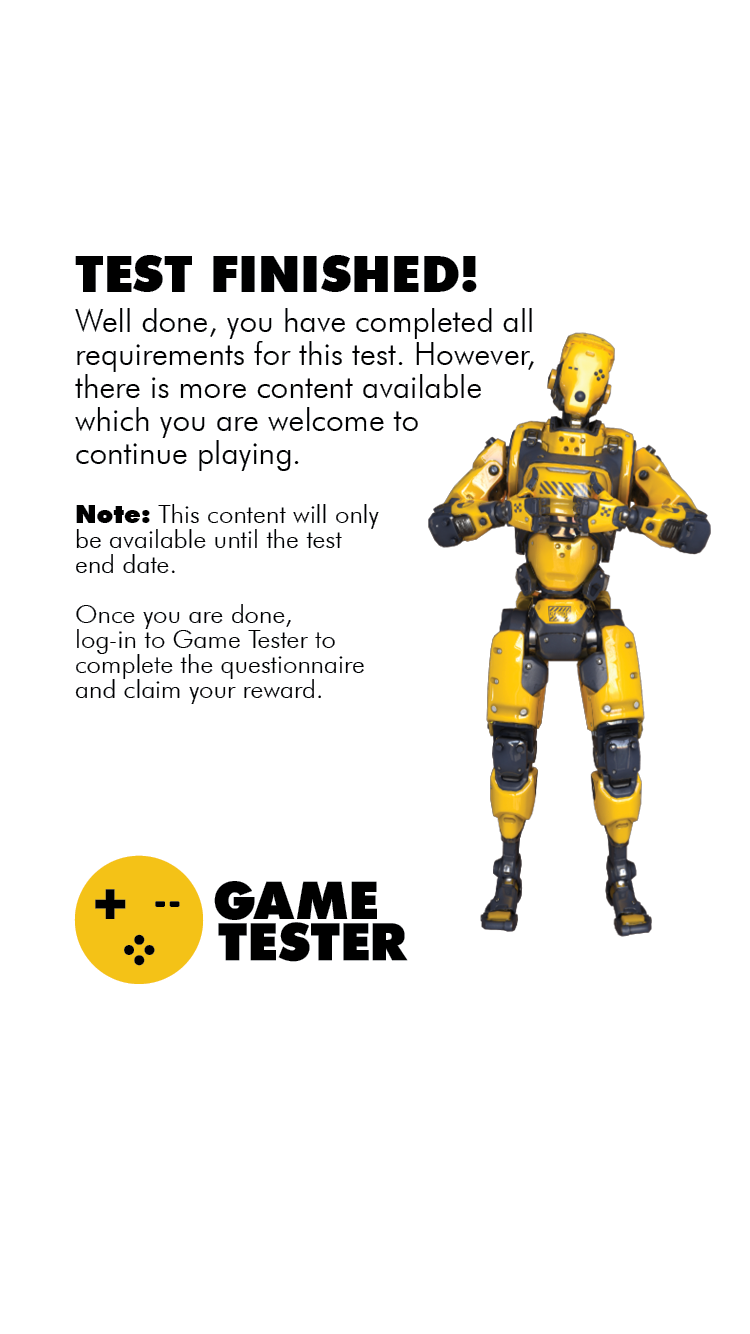 TEST FINISHED!
Well done, you have completed all
requirements for this test. However,
there is more content available
which you are welcome to
continue playing.
Note: This content will only
be available until the test
end date.
Once you are done,
log-in to Game Tester to
complete the questionnaire
and claim your reward.
GAME
TESTER